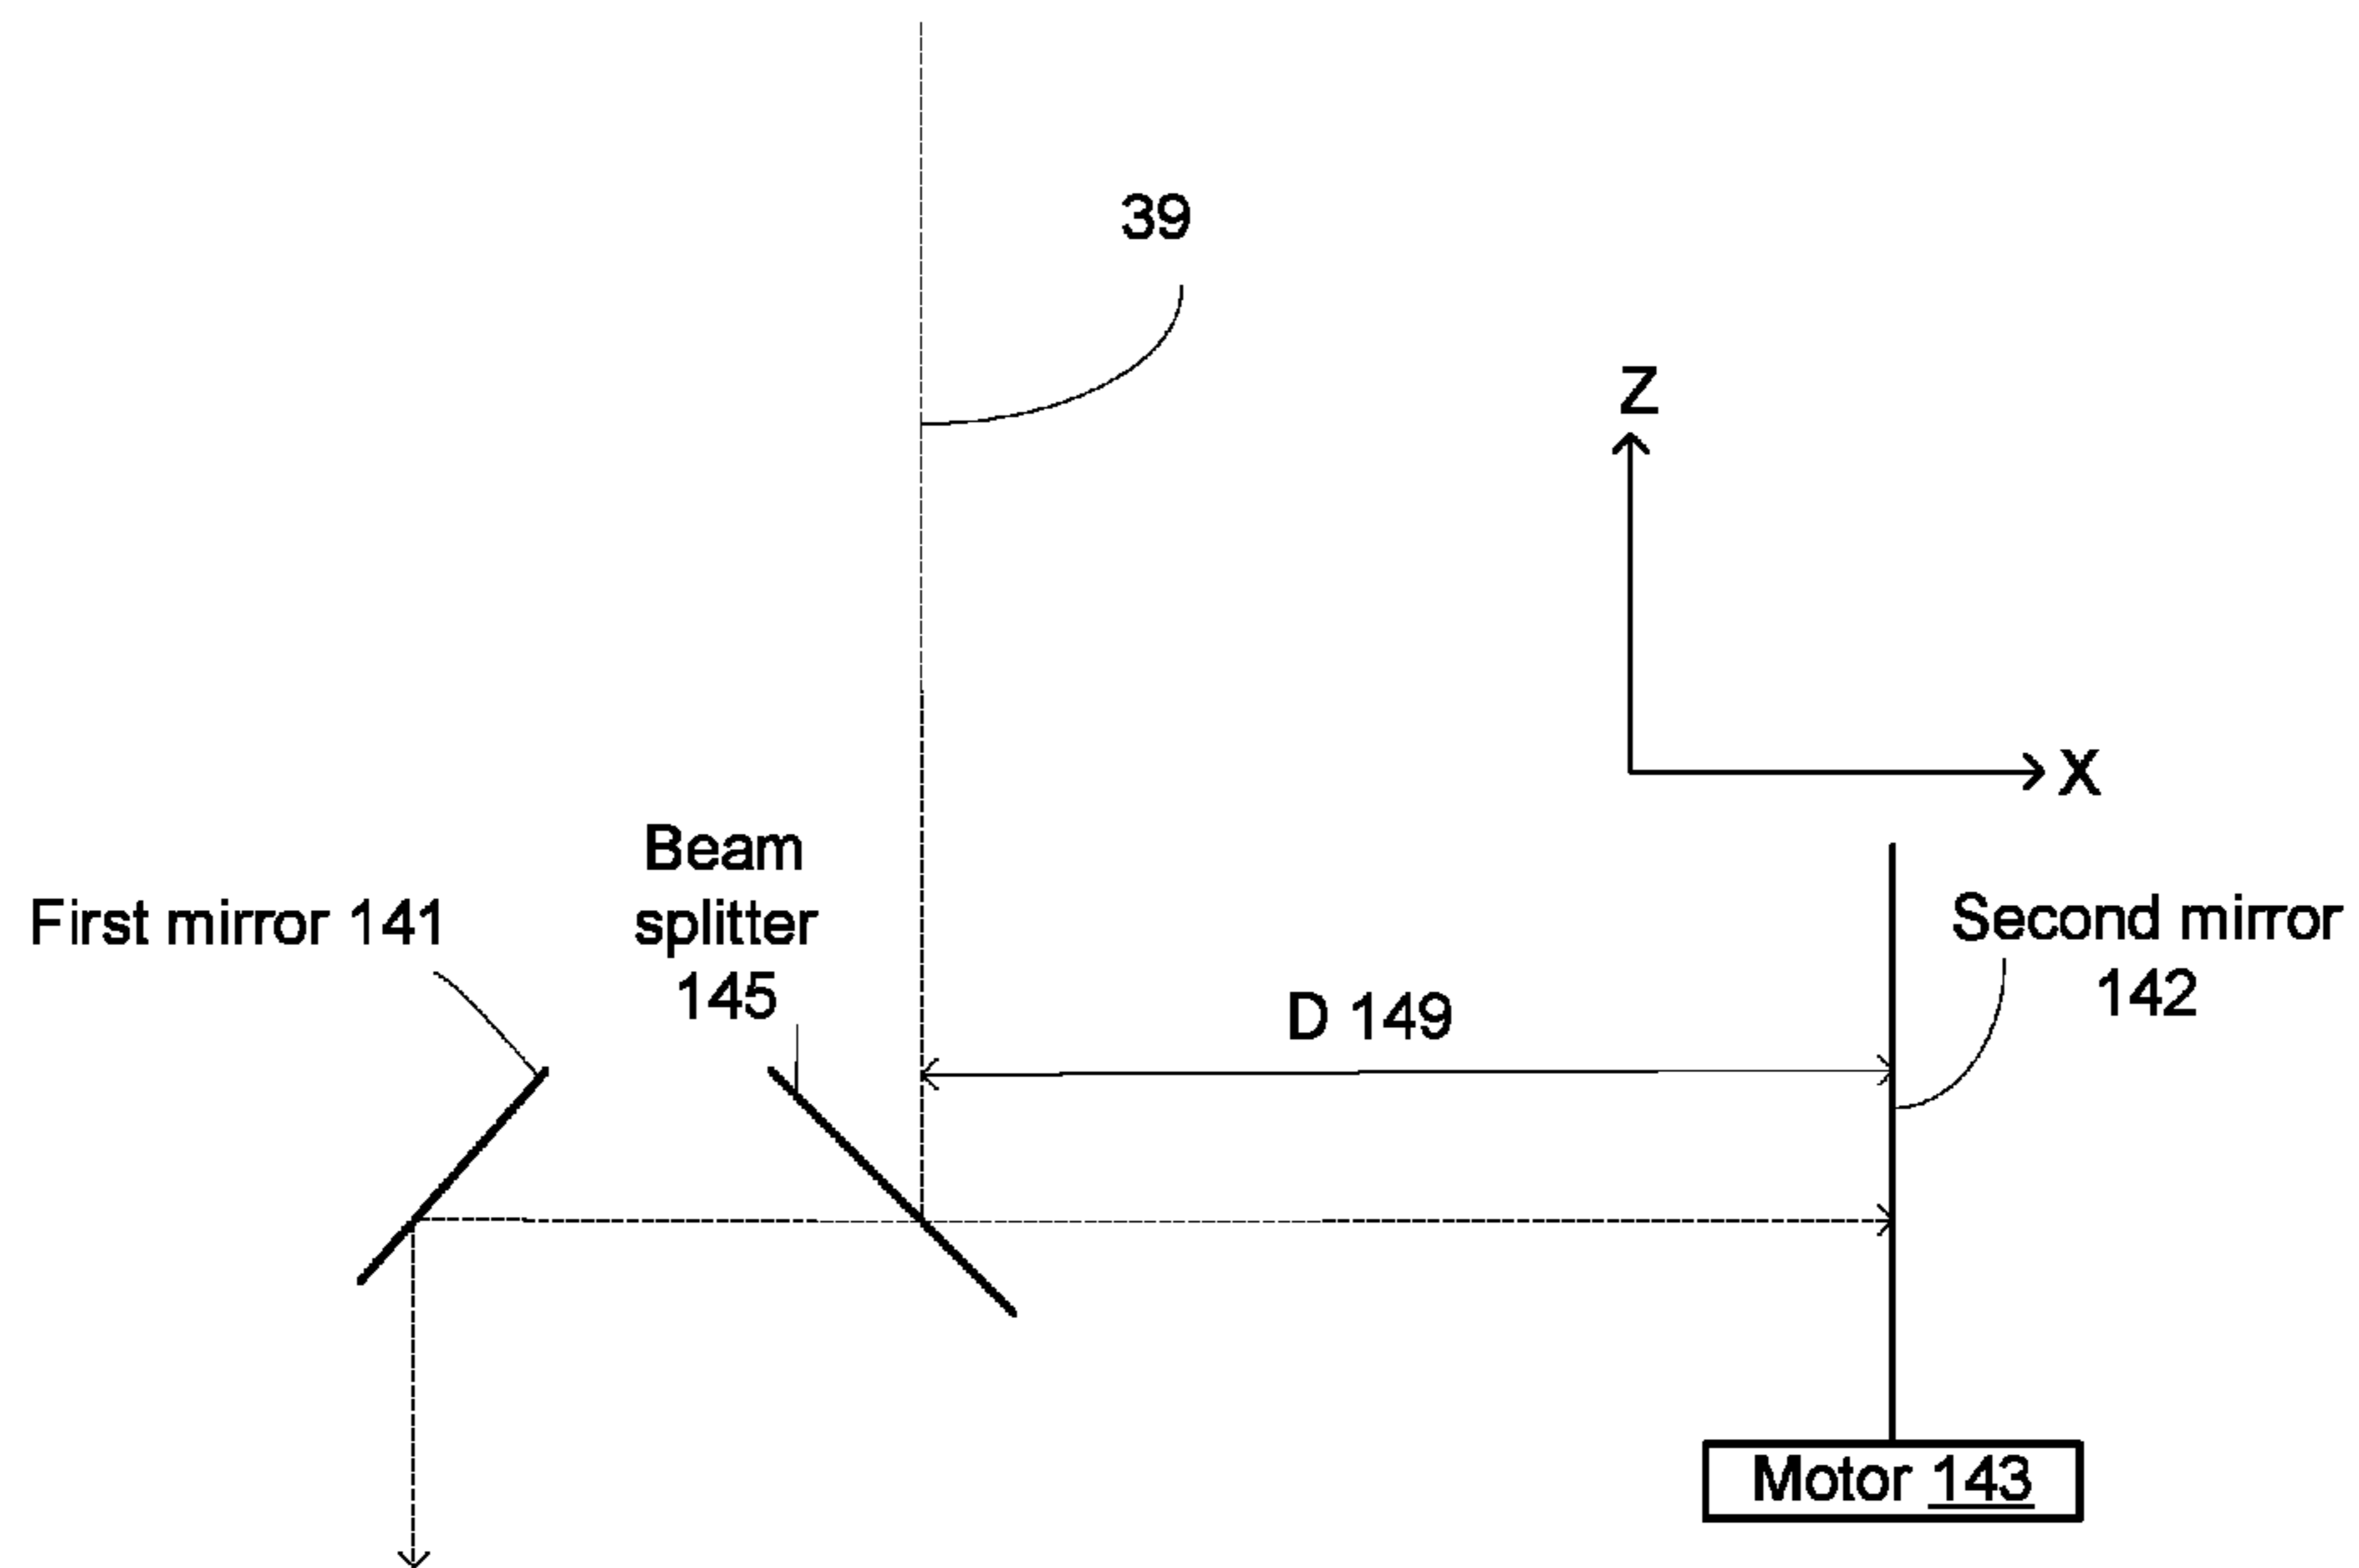 39
Z
X
Beam
splitter
145
First mirror 141
Second mirror
142
D 149
Motor 143